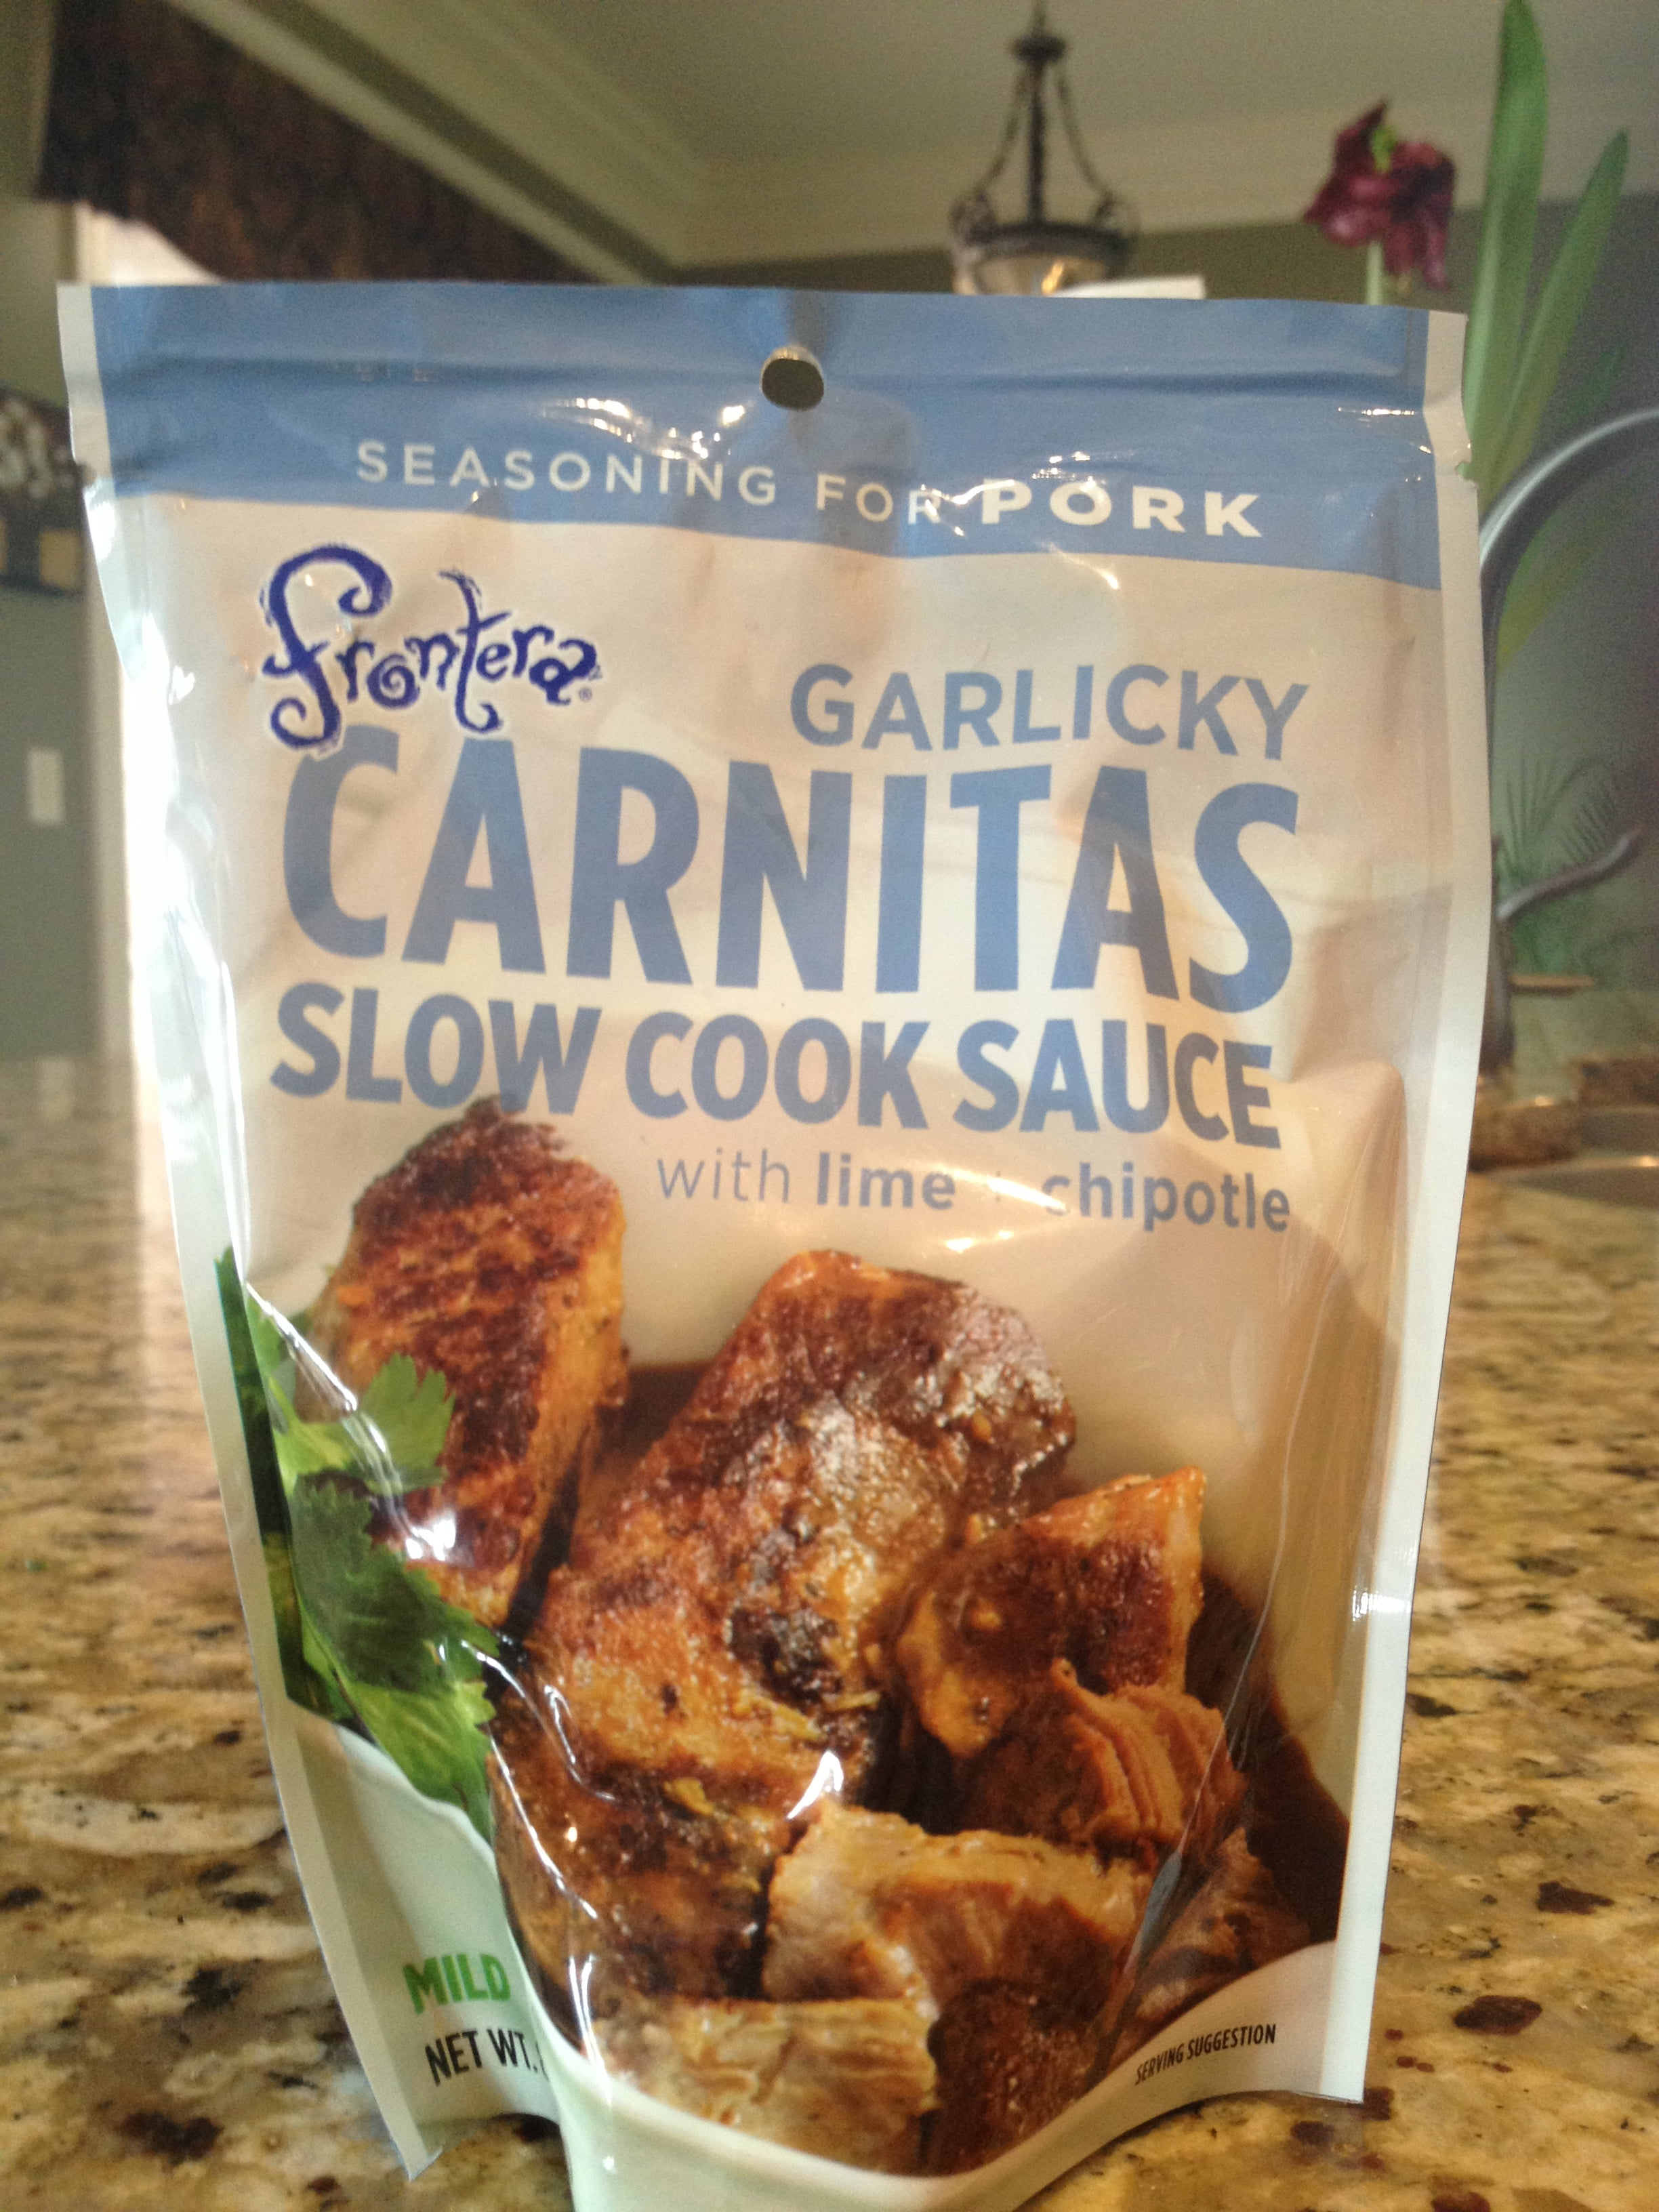 SEASONING FOR PORK
frontera®
GARLICKY
CARNITAS
SLOW COOK SAUCE
with lime + chipotle
MILD
NET WT.
SERVING SUGGESTION